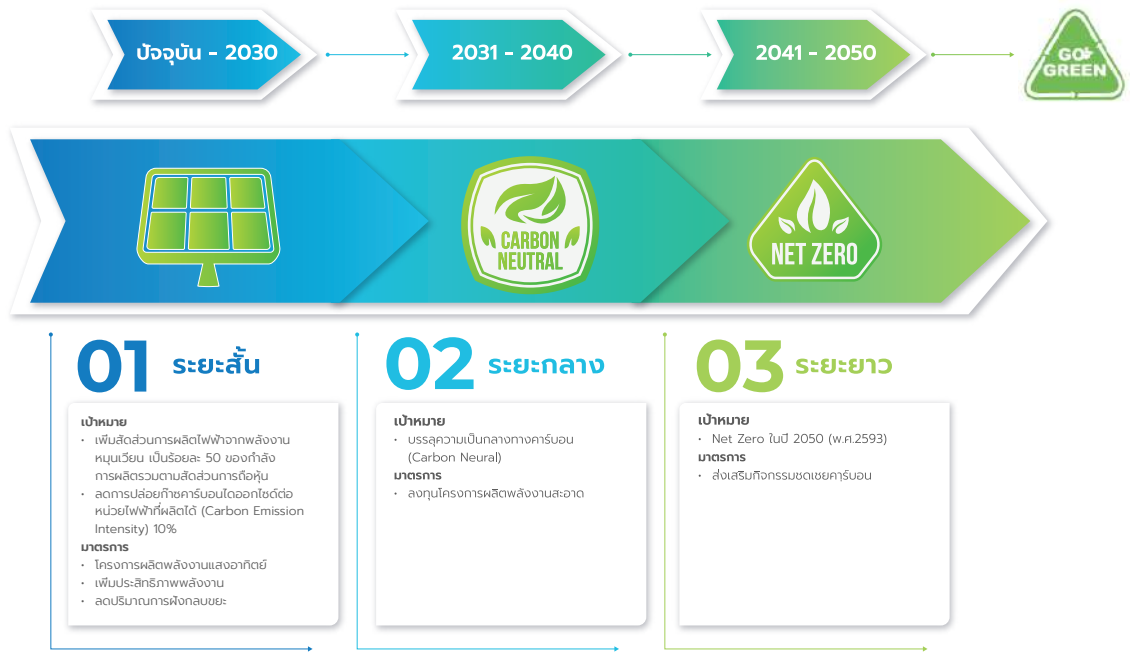 ปัจจุบัน - 2030
2031 - 2040
2041 - 2050
GO
GREEN
CARBON
NEUTRAL
NET ZERO
01 ระยะสั้น
เป้าหมาย
• เพิ่มสัดส่วนการผลิตไฟฟ้าจากพลังงาน
หมุนเวียน เป็นร้อยละ 50 ของกำลัง
การผลิตรวมตามสัดส่วนการถือหุ้น
• ลดการปล่อยก๊าซคาร์บอนไดออกไซด์ต่อ
หน่วยไฟฟ้าที่ผลิตได้ (Carbon Emission
Intensity) 10%
มาตรการ
• โครงการผลิตพลังงานแสงอาทิตย์
• เพิ่มประสิทธิภาพพลังงาน
• ลดปริมาณการฝังกลบขยะ
02 ระยะกลาง
เป้าหมาย
• บรรลุความเป็นกลางทางคาร์บอน
(Carbon Neural)
มาตรการ
• ลงทุนโครงการผลิตพลังงานสะอาด
03 ระยะยาว
เป้าหมาย
• Net Zero ในปี 2050 (พ.ศ.2593)
มาตรการ
• ส่งเสริมกิจกรรมชดเชยคาร์บอน